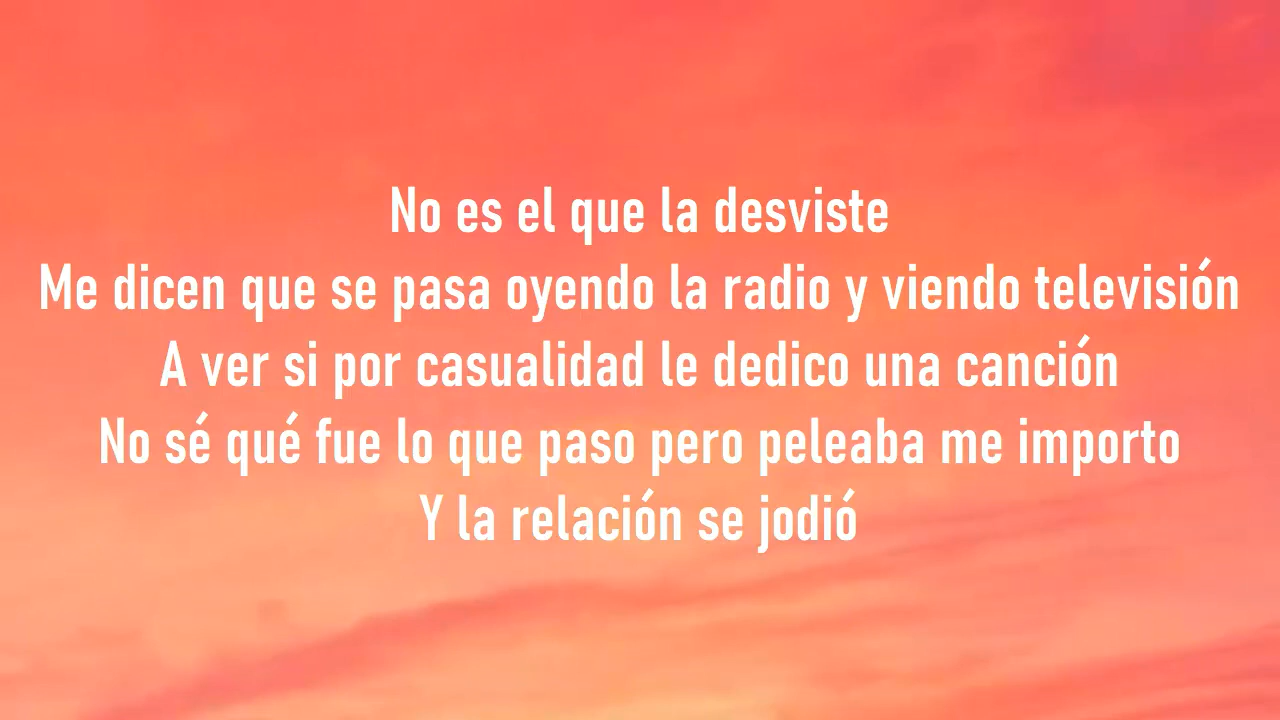 No es el que la desviste
Me dicen que se pasa oyendo la radio y viendo televisión
A ver si por casualidad le dedico una canción
No sé qué fue lo que paso pero peleaba me importo
Y la relación se jodió